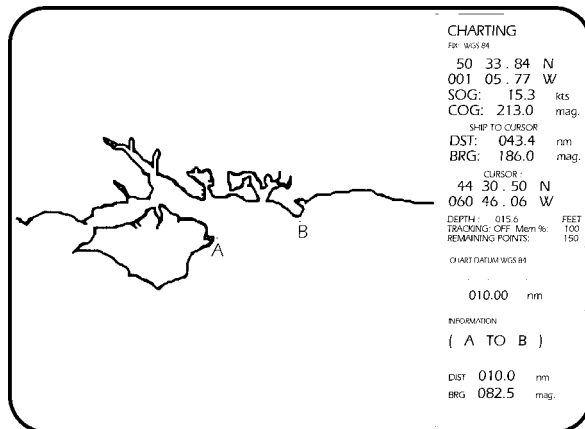 CHARTING
FIX: WGS 84
50 33.84 N
001 05.77 W
SOG: 15.3 kts
COG: 213.0 mag.
SHIP TO CURSOR
DST: 043.4 nm
BRG: 186.0 mag.
CURSOR :
44 30.50 N
060 46.06 W
DEPTH : 015.6 FEET
TRACKING: OFF Mem %: 100
REMAINING POINTS: 150
CHART DATUM WGS 84
010.00 nm
INFORMATION
( A TO B )
DIST 010.0 nm
BRG 082.5 mag.
A
B